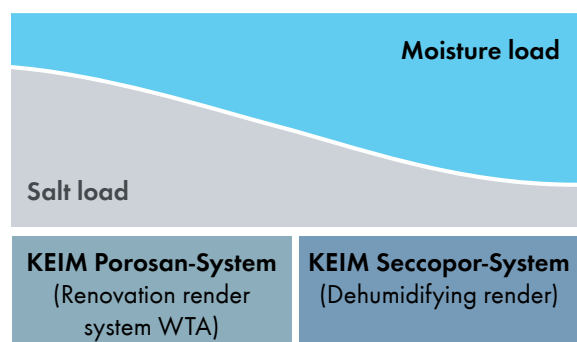 Moisture load
Salt load
KEIM Porosan-System
(Renovation render
system WTA)
KEIM Seccopor-System
(Dehumidifying render)